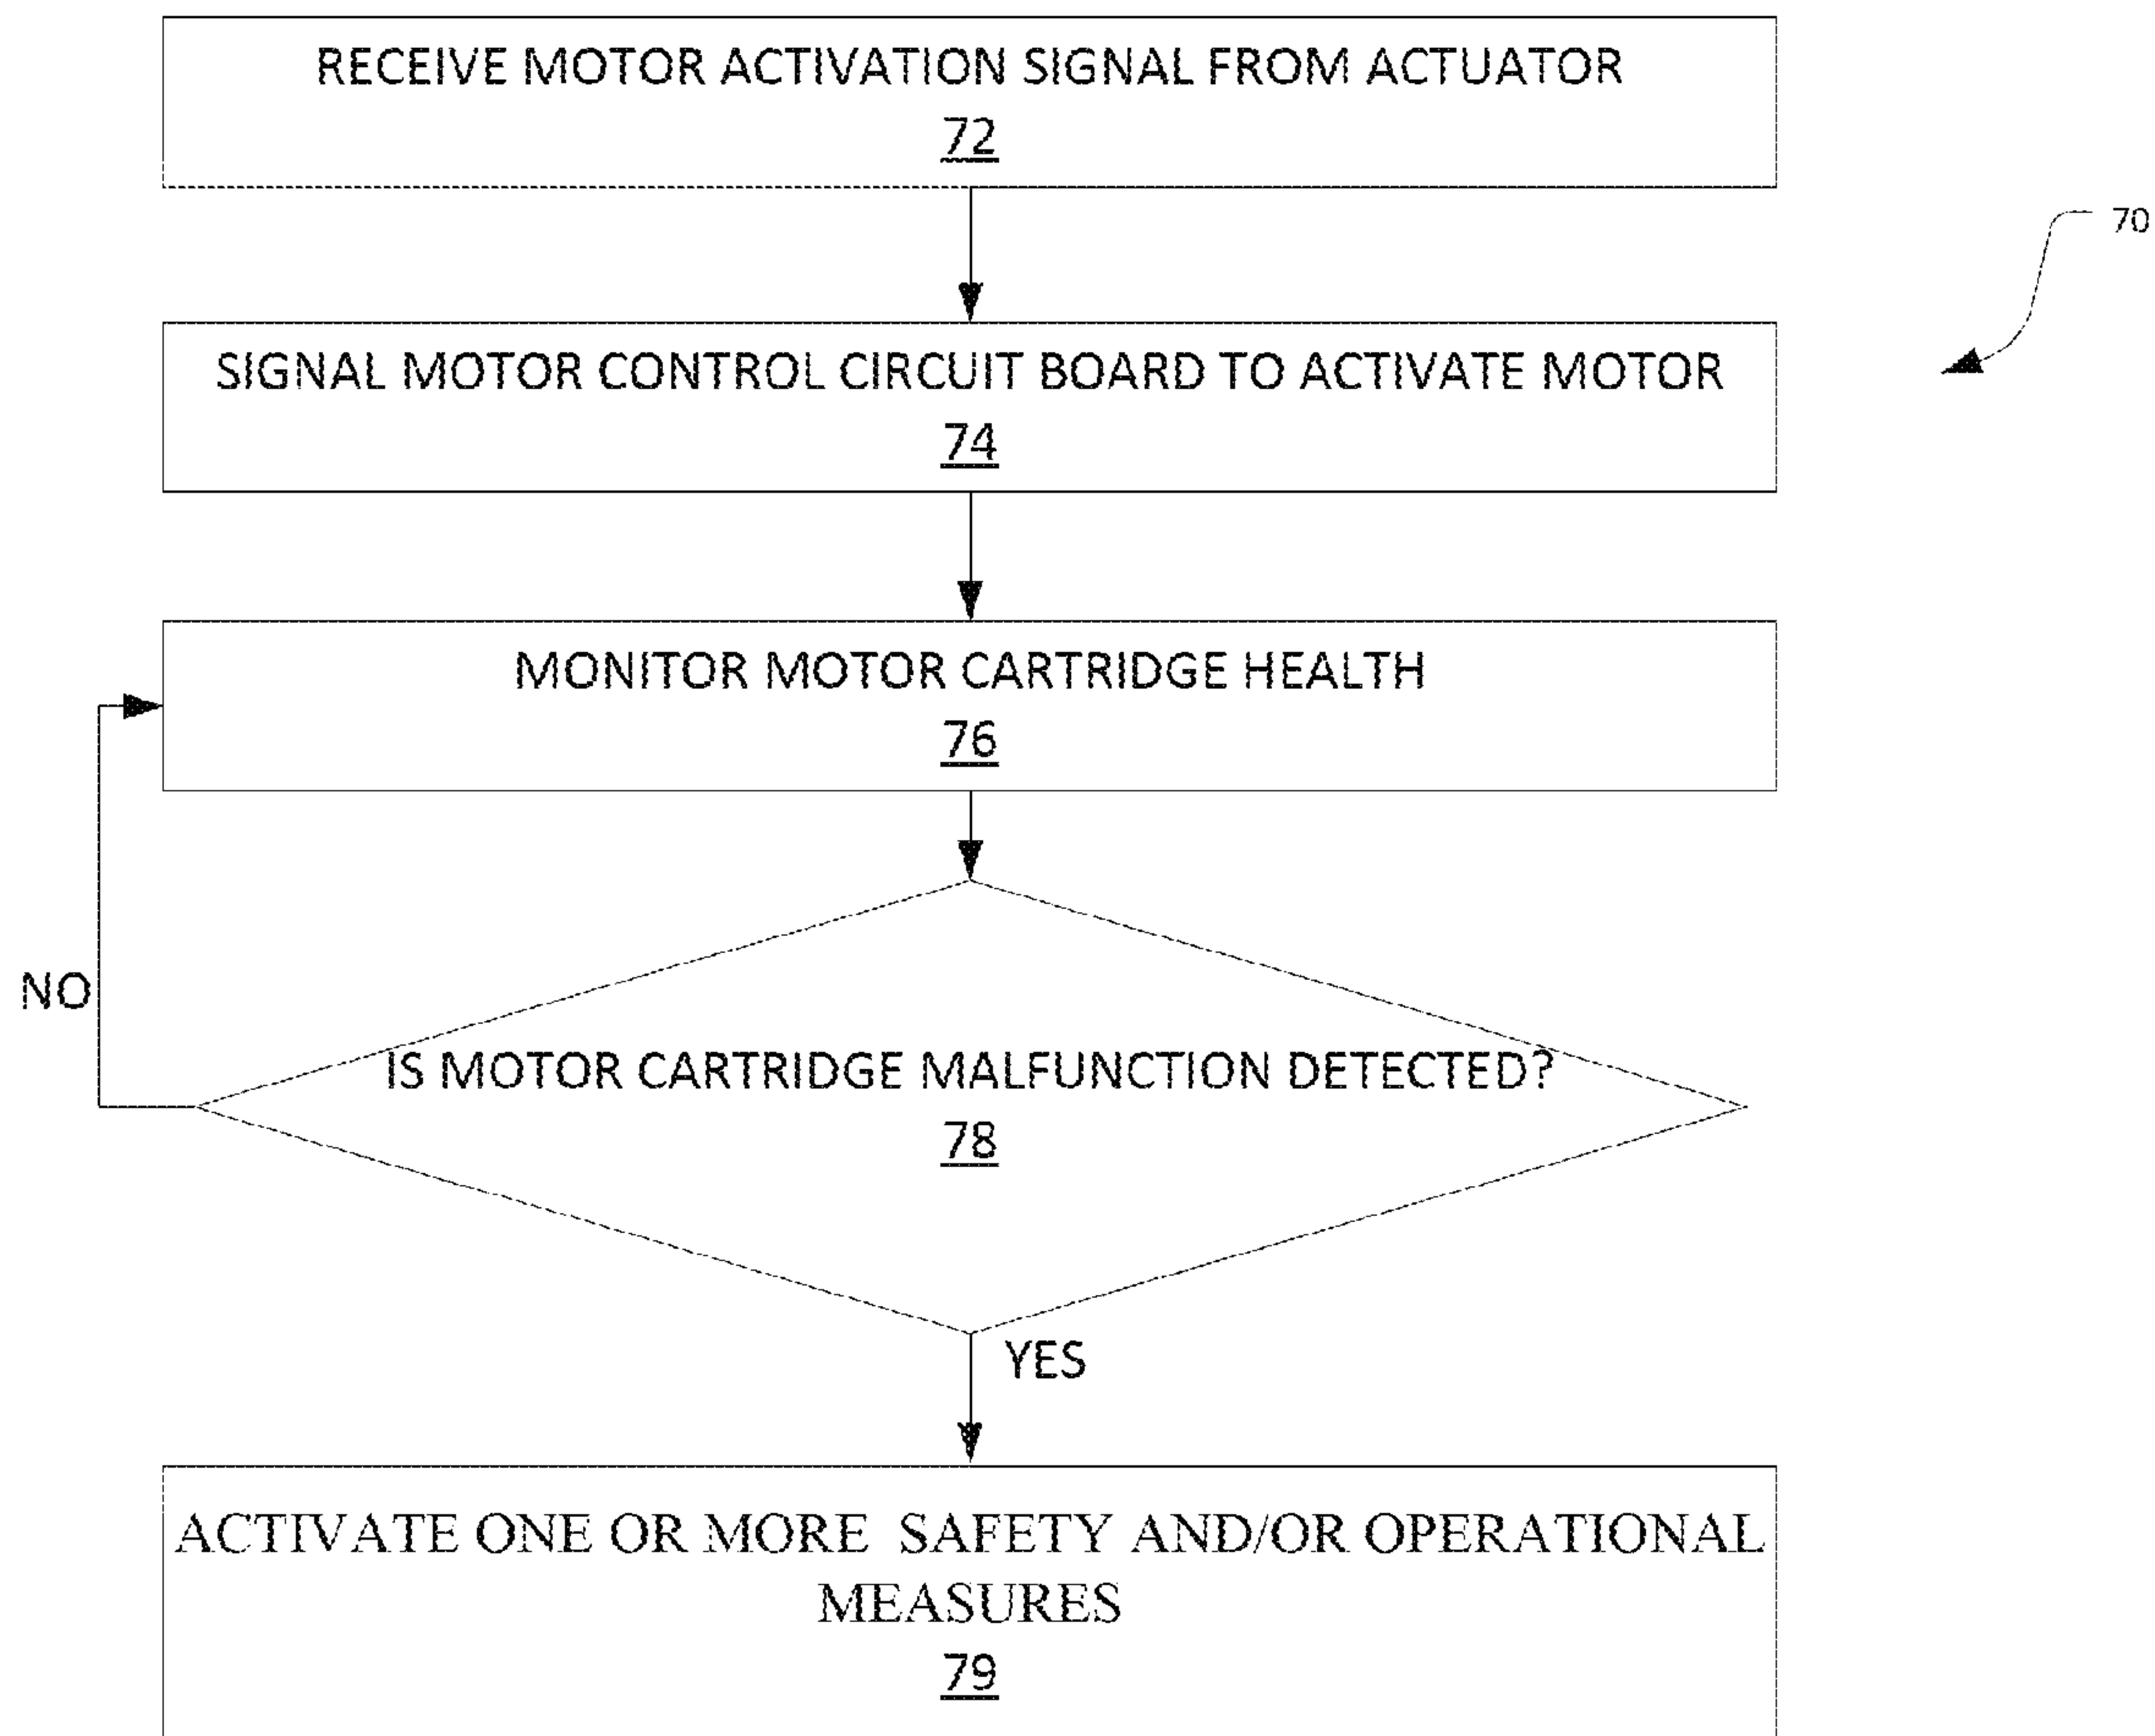 RECEIVE MOTOR ACTIVATION SIGNAL FROM ACTUATOR
72
70
SIGNAL MOTOR CONTROL CIRCUIT BOARD TO ACTIVATE MOTOR
74
MONITOR MOTOR CARTRIDGE HEALTH
76
NO
IS MOTOR CARTRIDGE MALFUNCTION DETECTED?
78
YES
ACTIVATE ONE OR MORE SAFETY AND/OR OPERATIONAL
MEASURES
79